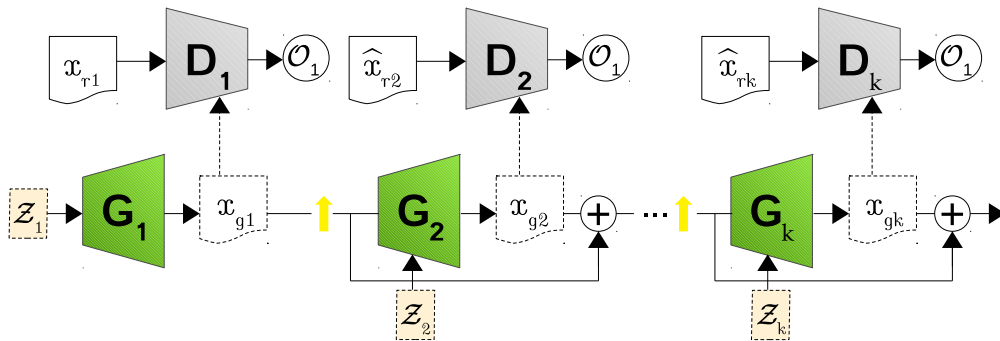 x_r1 D_1 𝒪_1 x̂_r2 D_2 𝒪_1 x̂_rk D_k 𝒪_1
𝒵_1 G_1 x_g1 G_2 x_g2 + ... G_k x_gk +
𝒵_2 𝒵_k